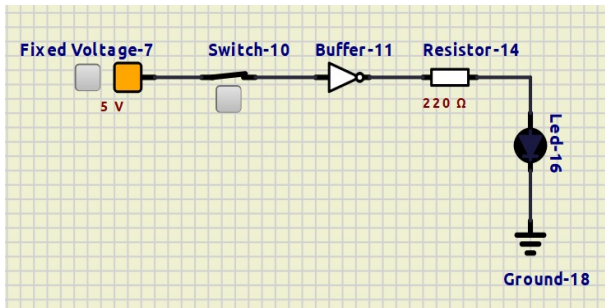 Fixed Voltage-7
Switch-10
Buffer-11
Resistor-14
5 V
220 Ω
Led-16
Ground-18